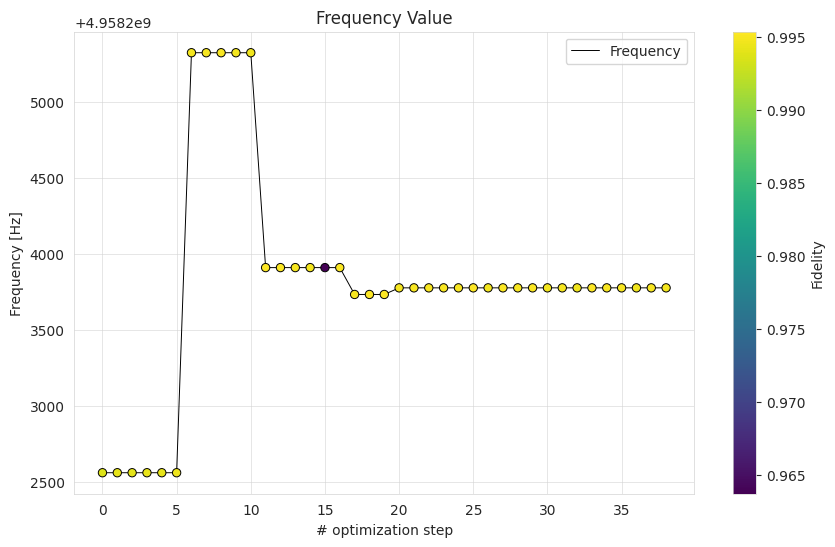 Frequency Value
+4.9582e9
Frequency
5000
4500
4000
3500
3000
2500
Frequency [Hz]
0 5 10 15 20 25 30 35
# optimization step
0.995
0.990
0.985
0.980
0.975
0.970
0.965
Fidelity